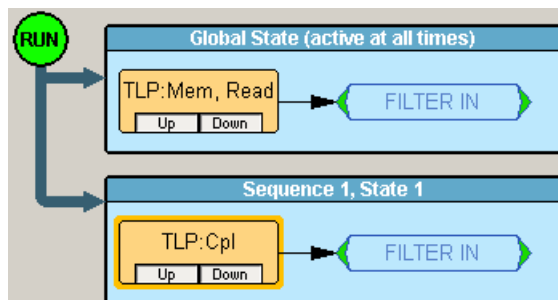 RUN
Global State (active at all times)
TLP:Mem, Read
FILTER IN
Up Down
Sequence 1, State 1
TLP:Cpl
FILTER IN
Up Down